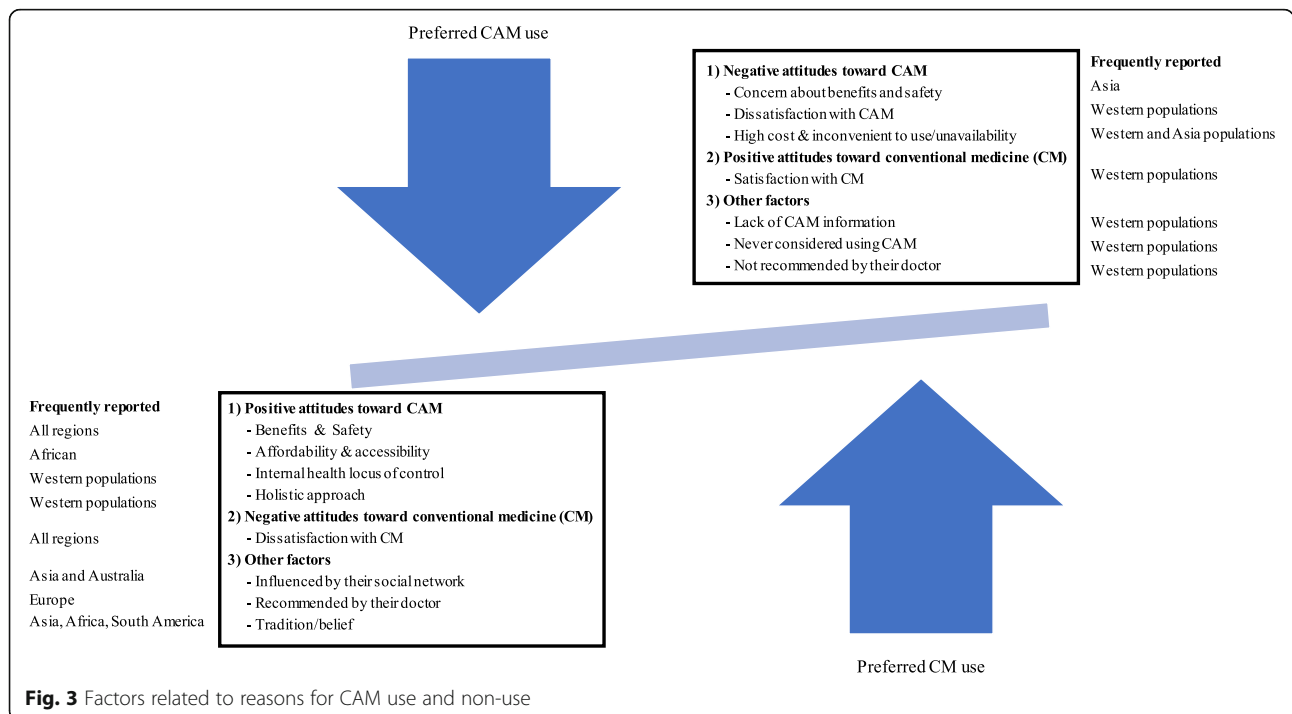 Preferred CAM use
1) Negative attitudes toward CAM
- Concern about benefits and safety
- Dissatisfaction with CAM
- High cost & inconvenient to use/unavailability
2) Positive attitudes toward conventional medicine (CM)
- Satisfaction with CM
3) Other factors
- Lack of CAM information
- Never considered using CAM
- Not recommended by their doctor
Frequently reported
Asia
Western populations
Western and Asia populations
Western populations
Western populations
Western populations
Western populations
Frequently reported
All regions
African
Western populations
Western populations
All regions
Asia and Australia
Europe
Asia, Africa, South America
1) Positive attitudes toward CAM
- Benefits & Safety
- Affordability & accessibility
- Internal health locus of control
- Holistic approach
2) Negative attitudes toward conventional medicine (CM)
- Dissatisfaction with CM
3) Other factors
- Influenced by their social network
- Recommended by their doctor
- Tradition/belief
Preferred CM use
Fig. 3 Factors related to reasons for CAM use and non-use